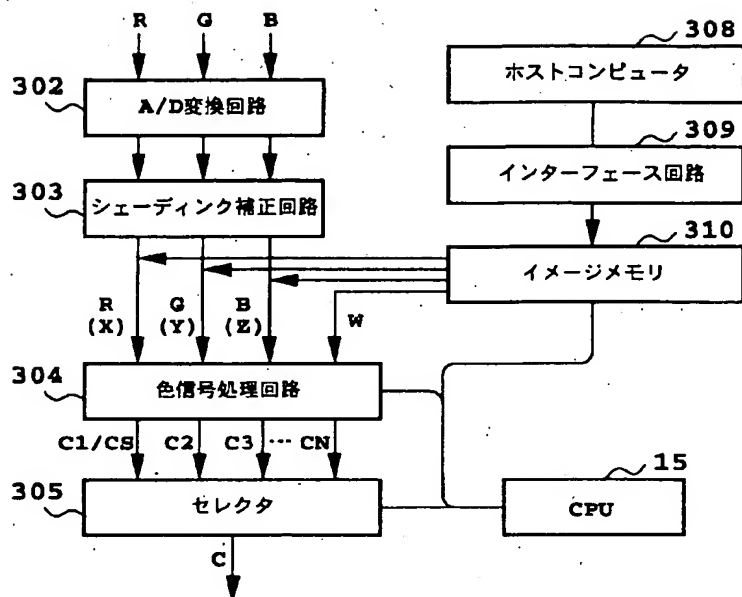 R G B
308
ホストコンピュータ
302
A/D変換回路
309
インターフェース回路
303
シェーディンク補正回路
310
イメージメモリ
R G B W
(X) (Y) (Z)
304
色信号処理回路
C1/CS C2 C3 … CN
15
305
セレクタ
CPU
C